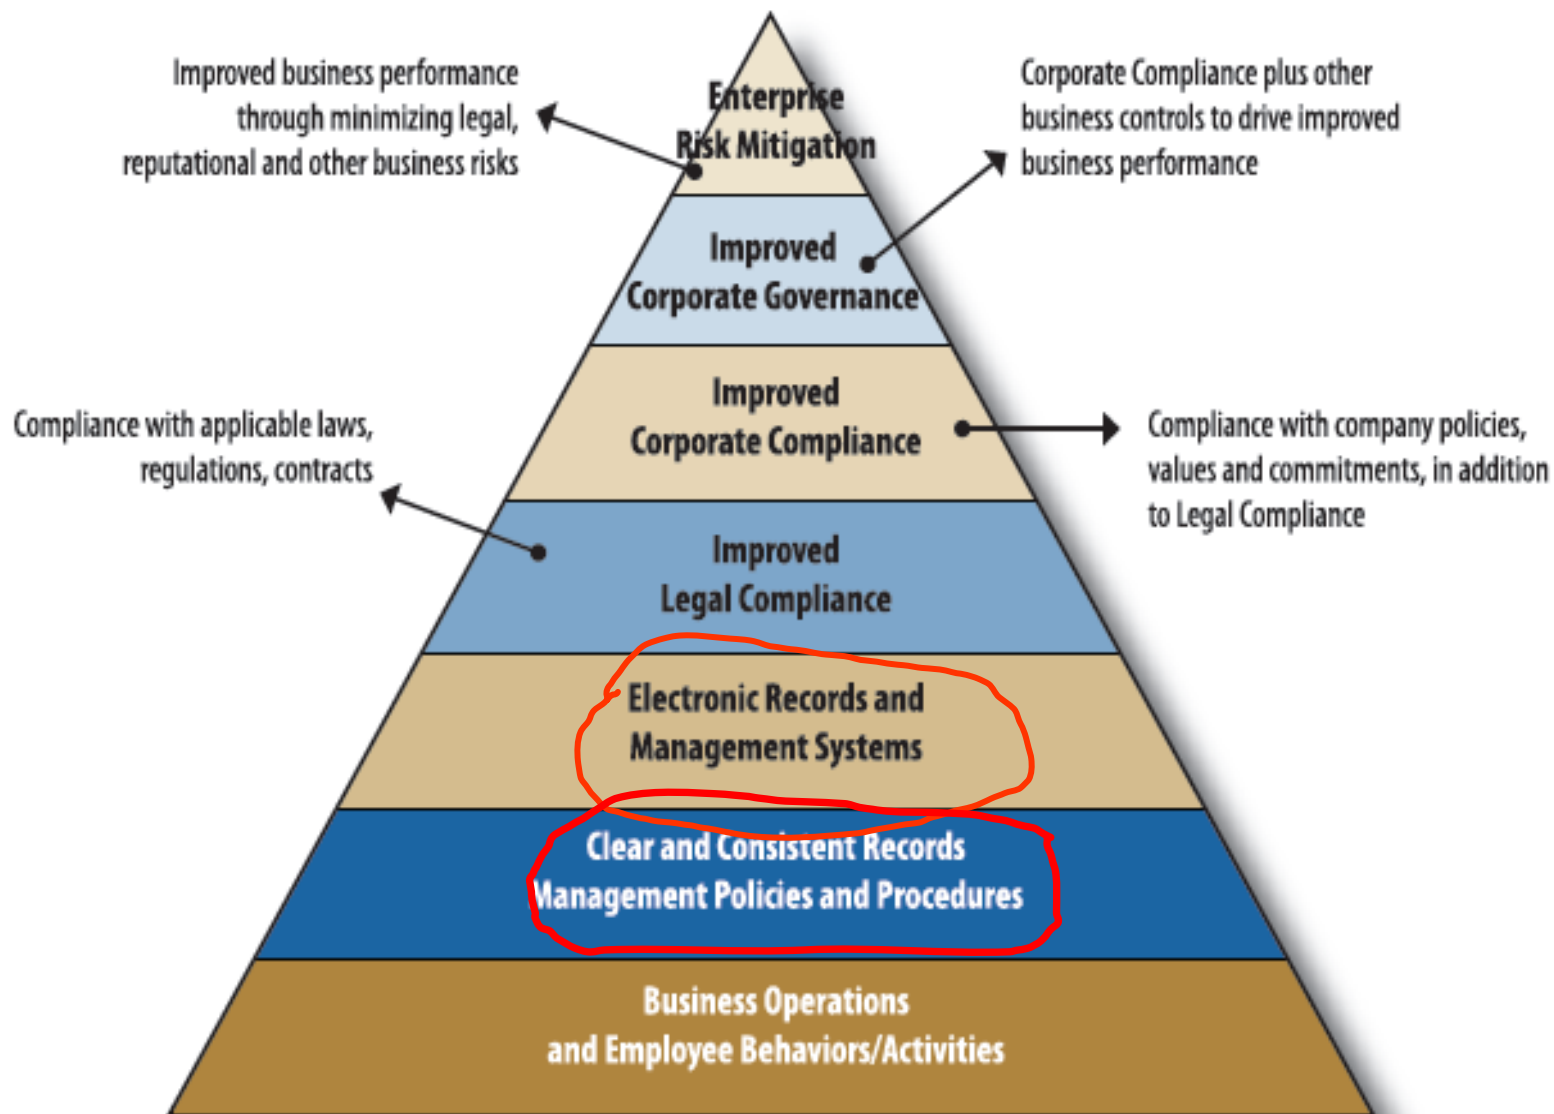 Improved business performance
through minimizing legal,
reputational and other business risks
Enterprise
Risk Mitigation
Corporate Compliance plus other
business controls to drive improved
business performance
Improved
Corporate Governance
Improved
Corporate Compliance
Compliance with applicable laws,
regulations, contracts
Compliance with company policies,
values and commitments, in addition
to Legal Compliance
Improved
Legal Compliance
Electronic Records and
Management Systems
Clear and Consistent Records
Management Policies and Procedures
Business Operations
and Employee Behaviors/Activities